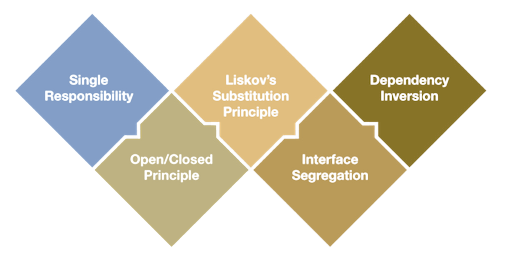 Single
Responsibility
Open/Closed
Principle
Liskov's
Substitution
Principle
Interface
Segregation
Dependency
Inversion